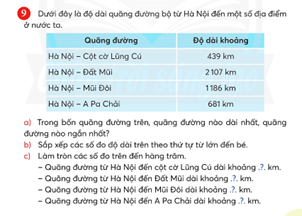 9 Dưới đây là độ dài quãng đường bộ từ Hà Nội đến một số địa điểm
ở nước ta.
Quãng đường Độ dài khoảng
Hà Nội – Cột cờ Lũng Cú 439 km
Hà Nội – Đất Mũi 2 107 km
Hà Nội – Mũi Đôi 1 186 km
Hà Nội – A Pa Chải 681 km
a) Trong bốn quãng đường trên, quãng đường nào dài nhất, quãng
đường nào ngắn nhất?
b) Sắp xếp các số đo độ dài trên theo thứ tự từ lớn đến bé.
c) Làm tròn các số đo trên đến hàng trăm.
– Quãng đường từ Hà Nội đến cột cờ Lũng Cú dài khoảng .?. km.
– Quãng đường từ Hà Nội đến Đất Mũi dài khoảng .?. km.
– Quãng đường từ Hà Nội đến Mũi Đôi dài khoảng .?. km.
– Quãng đường từ Hà Nội đến A Pa Chải dài khoảng .?. km.